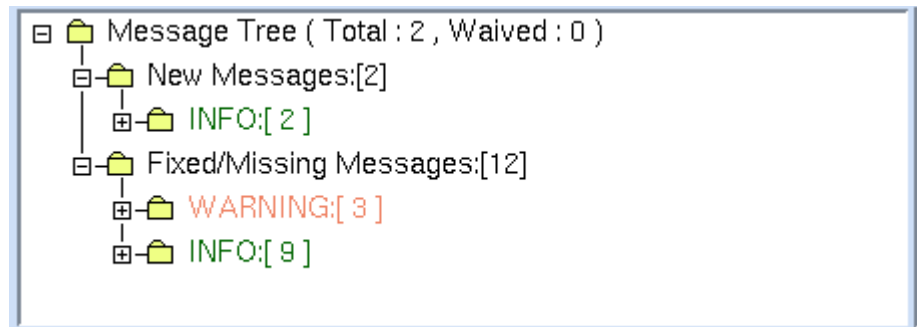 Message Tree ( Total : 2 , Waived : 0 )
New Messages:[2]
INFO:[ 2 ]
Fixed/Missing Messages:[12]
WARNING:[ 3 ]
INFO:[ 9 ]